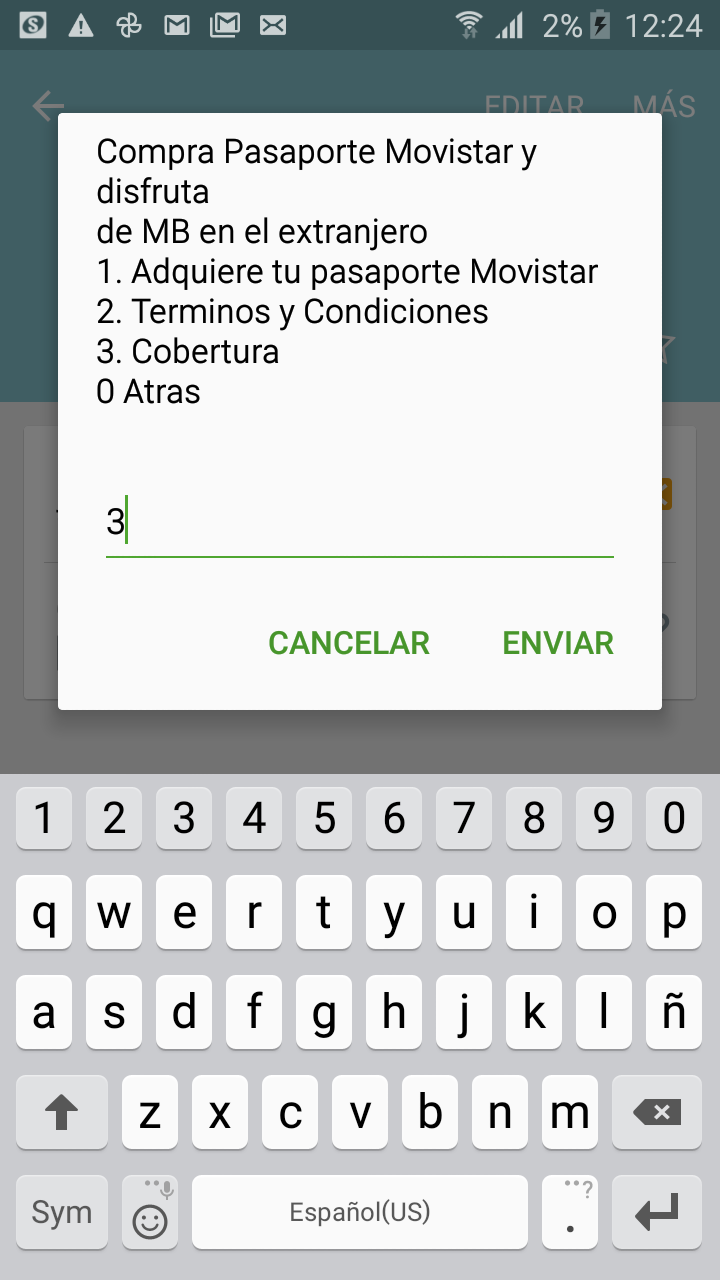 2% 12:24
EDITAR MÁS
Compra Pasaporte Movistar y
disfruta
de MB en el extranjero
1. Adquiere tu pasaporte Movistar
2. Terminos y Condiciones
3. Cobertura
0 Atras
3
CANCELAR ENVIAR
1 2 3 4 5 6 7 8 9 0
q w e r t y u i o p
a s d f g h j k l ñ
z x c v b n m
Sym Español(US) . ?